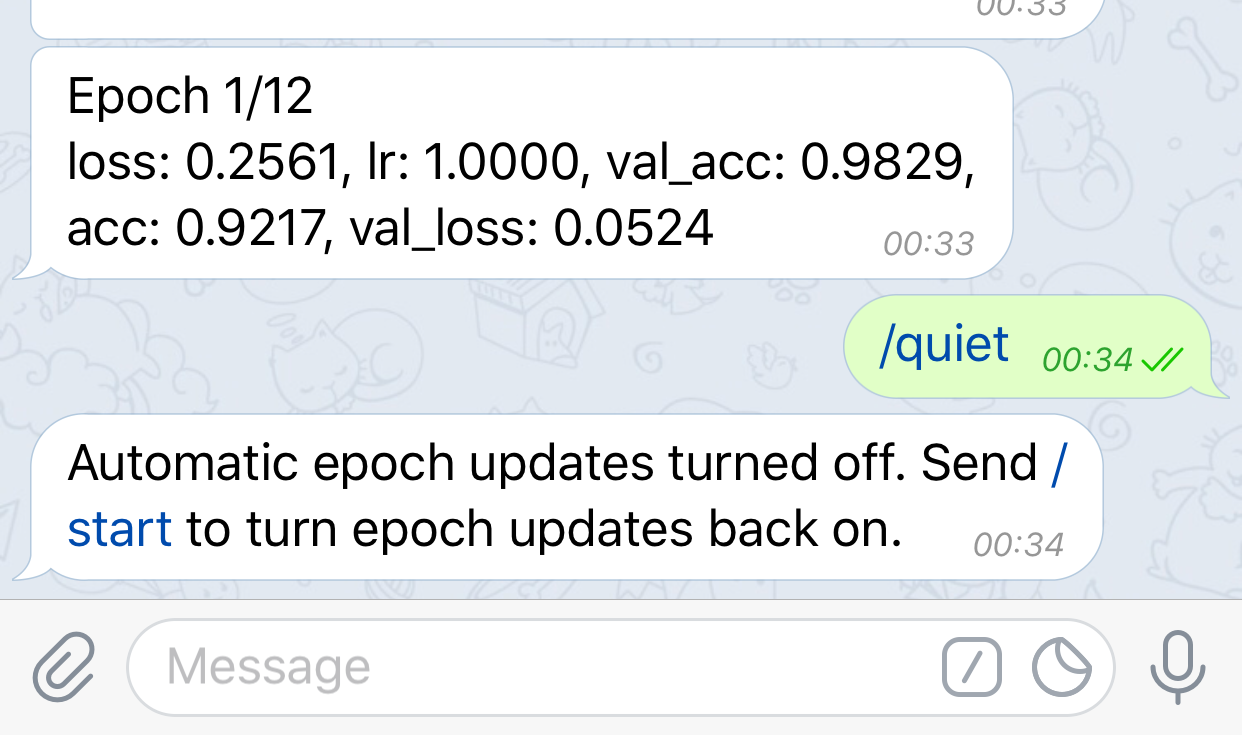 00:33
Epoch 1/12
loss: 0.2561, lr: 1.0000, val_acc: 0.9829,
acc: 0.9217, val_loss: 0.0524
00:33
/quiet 00:34
Automatic epoch updates turned off. Send /
start to turn epoch updates back on.
00:34
Message